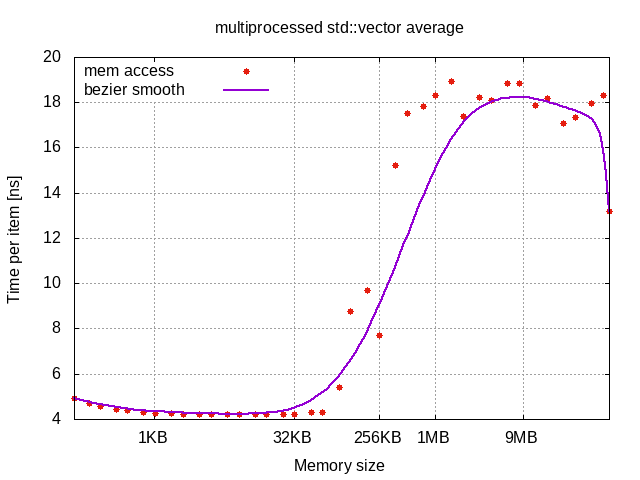 multiprocessed std::vector average
mem access
bezier smooth
20
18
16
14
12
10
8
6
4
Time per item [ns]
1KB 32KB 256KB 1MB 9MB
Memory size